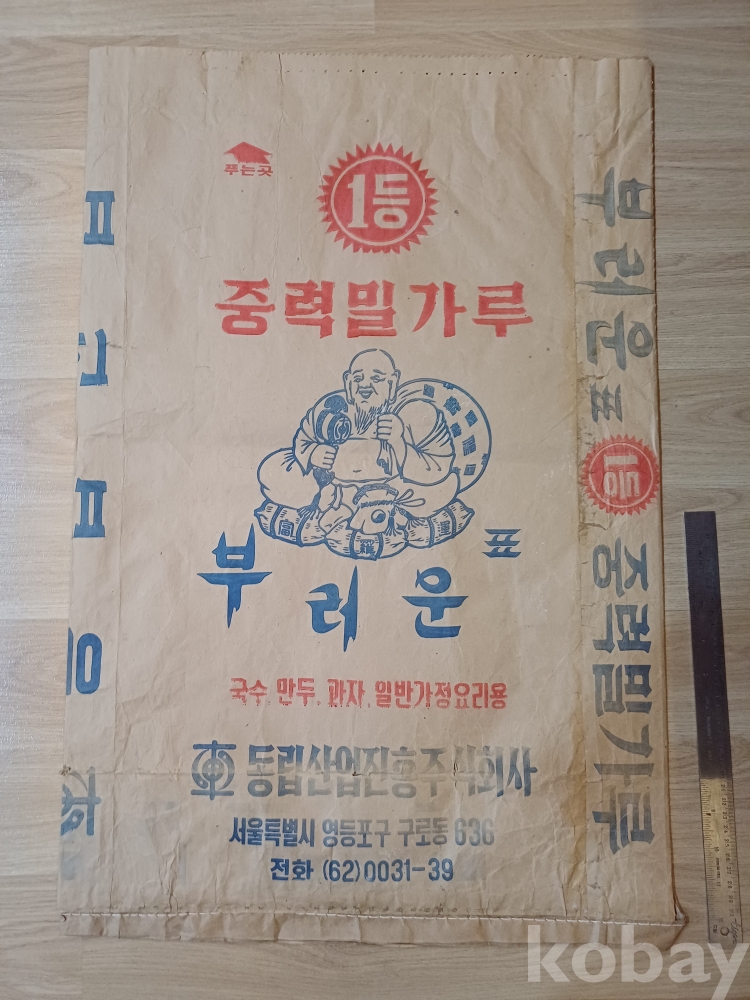 푸는곳
1등
중력밀가루
富
運
부러운 표
국수, 만두, 과자, 일반가정요리용
동립산업진흥주식회사
서울특별시 영등포구 구로동 636
전화 (62)0031-39
부러운표
1등
중력밀가루
kobay